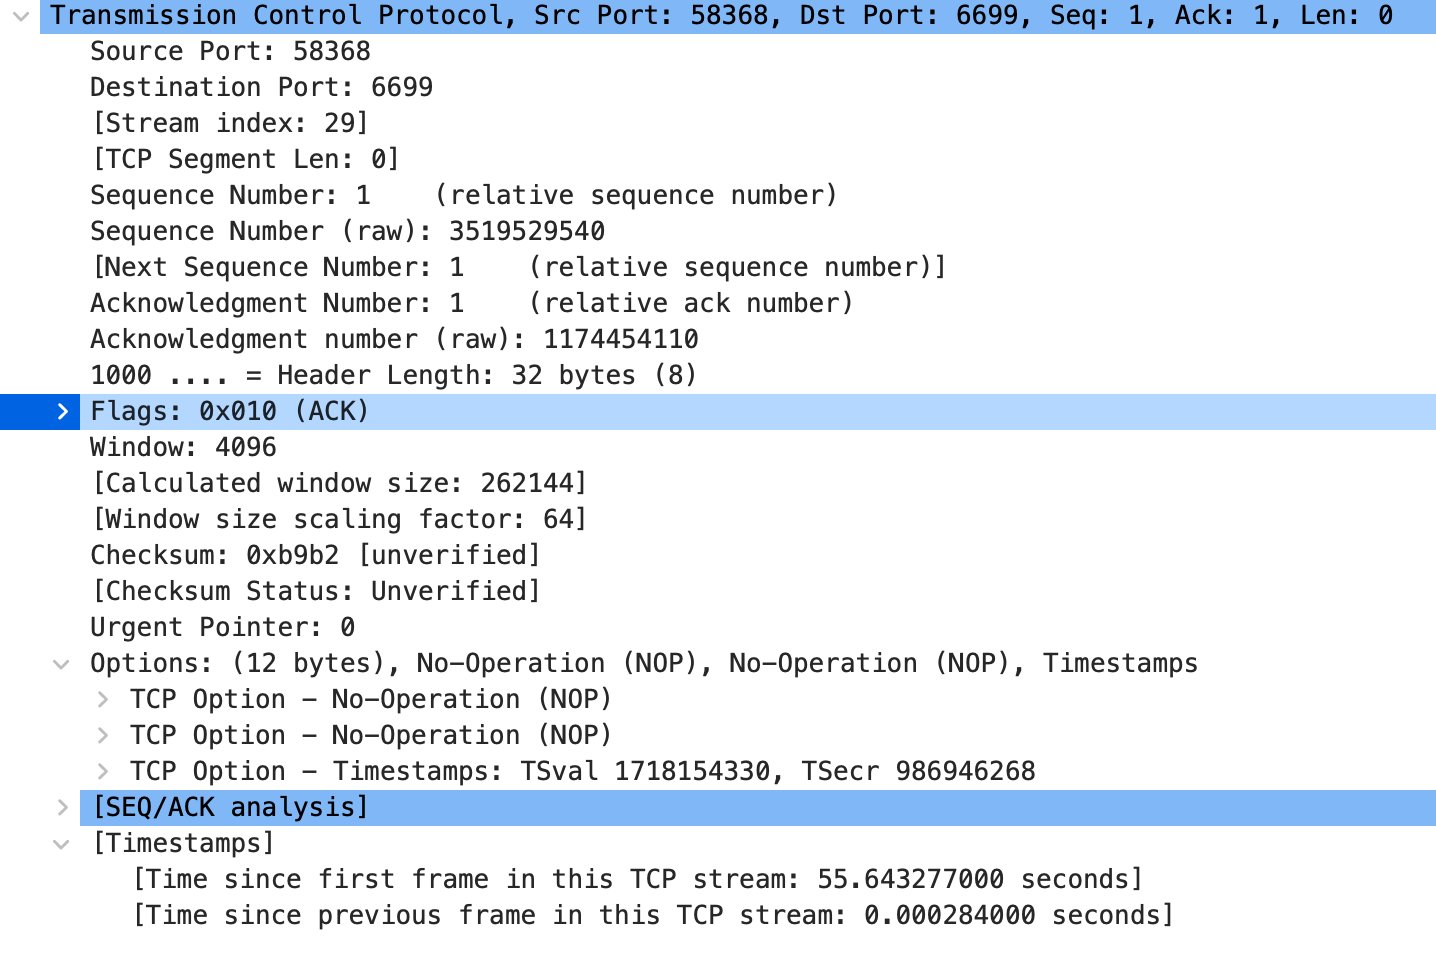 Transmission Control Protocol, Src Port: 58368, Dst Port: 6699, Seq: 1, Ack: 1, Len: 0
Source Port: 58368
Destination Port: 6699
[Stream index: 29]
[TCP Segment Len: 0]
Sequence Number: 1    (relative sequence number)
Sequence Number (raw): 3519529540
[Next Sequence Number: 1    (relative sequence number)]
Acknowledgment Number: 1    (relative ack number)
Acknowledgment number (raw): 1174454110
1000 .... = Header Length: 32 bytes (8)
Flags: 0x010 (ACK)
Window: 4096
[Calculated window size: 262144]
[Window size scaling factor: 64]
Checksum: 0xb9b2 [unverified]
[Checksum Status: Unverified]
Urgent Pointer: 0
Options: (12 bytes), No-Operation (NOP), No-Operation (NOP), Timestamps
TCP Option - No-Operation (NOP)
TCP Option - No-Operation (NOP)
TCP Option - Timestamps: TSval 1718154330, TSecr 986946268
[SEQ/ACK analysis]
[Timestamps]
[Time since first frame in this TCP stream: 55.643277000 seconds]
[Time since previous frame in this TCP stream: 0.000284000 seconds]